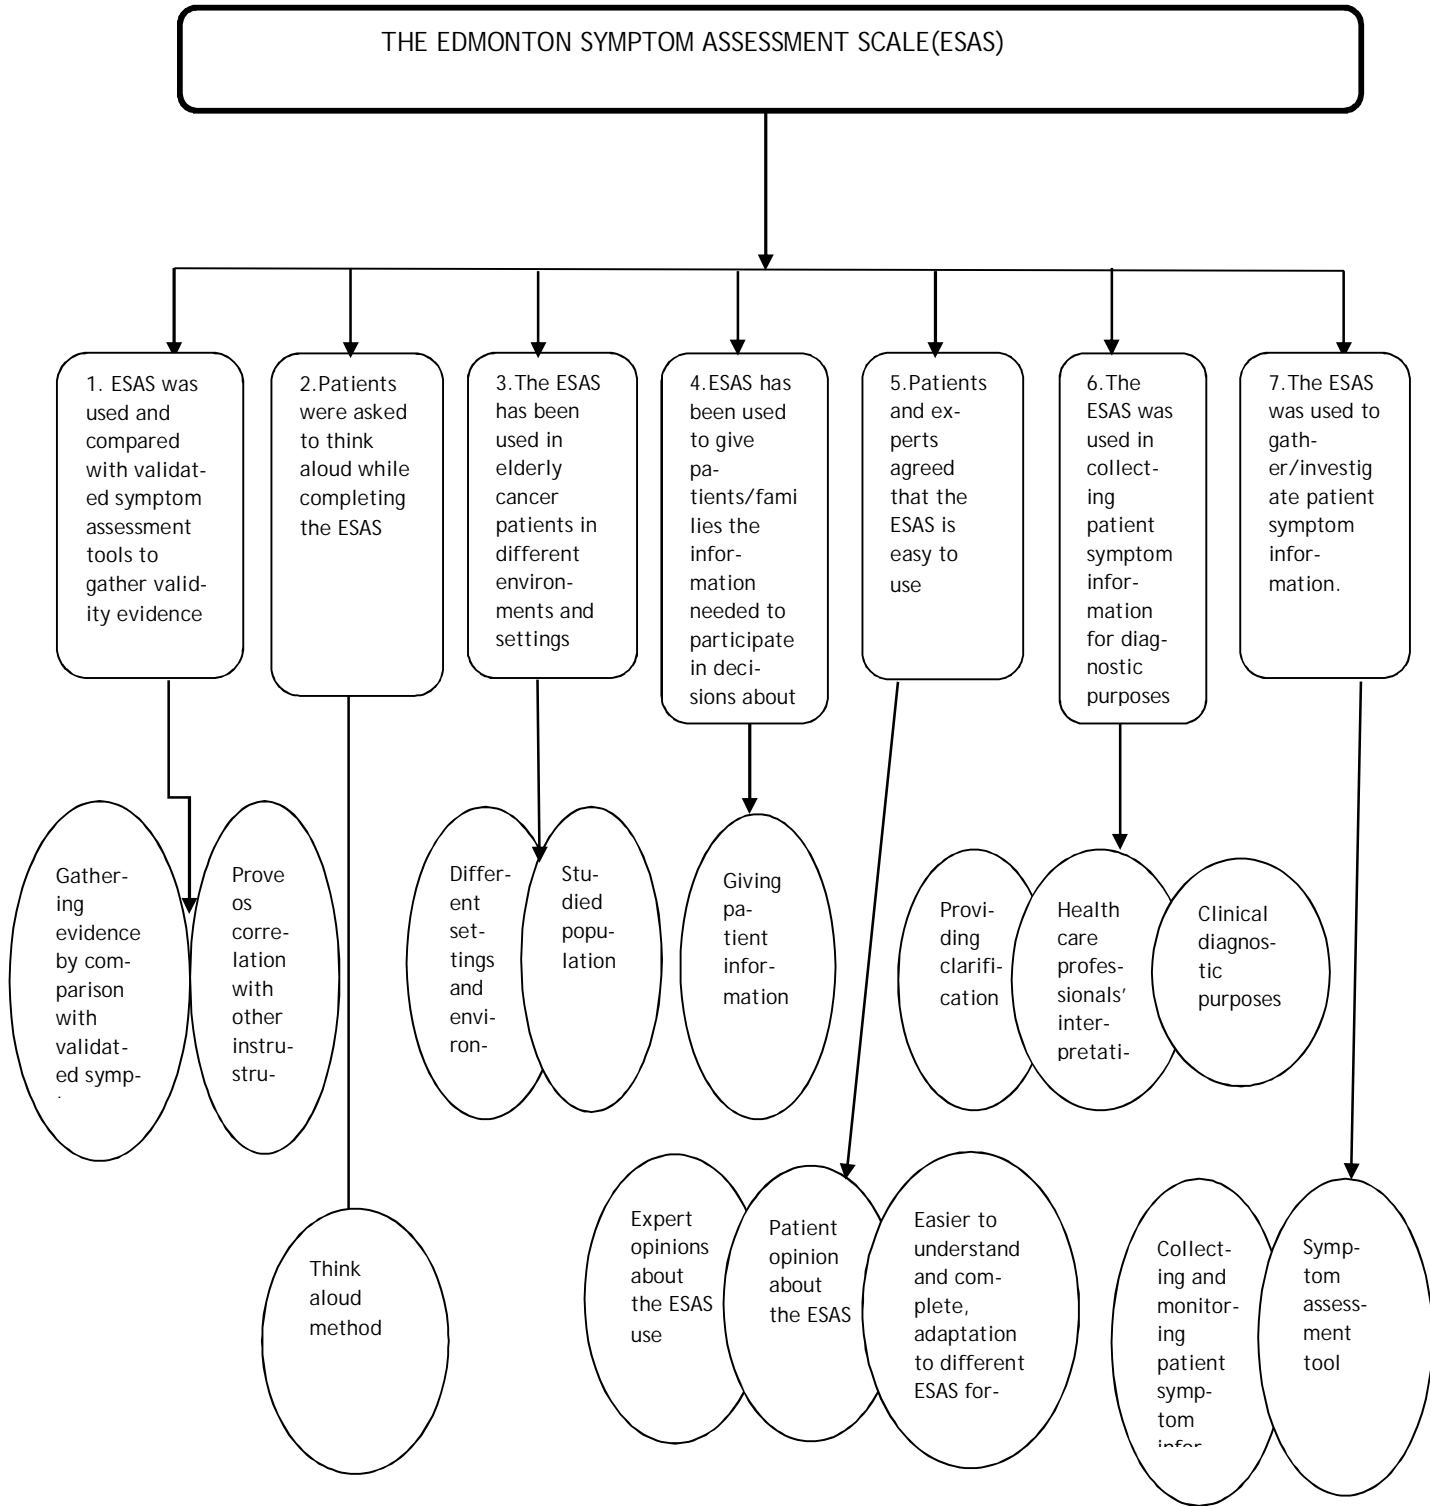 THE EDMONTON SYMPTOM ASSESSMENT SCALE(ESAS)
1. ESAS was
used and
compared
with validat-
ed symptom
assessment
tools to
gather valid-
ity evidence
2.Patients
were asked
to think
aloud while
completing
the ESAS
3.The ESAS
has been
used in
elderly
cancer
patients in
different
environ-
ments and
settings
4.ESAS has
been used
to give
pa-
tients/fami
lies the
infor-
mation
needed to
participate
in deci-
sions about
5.Patients
and ex-
perts
agreed
that the
ESAS is
easy to
use
6.The
ESAS was
used in
collect-
ing
patient
symptom
infor-
mation
for diag-
nostic
purposes
7.The ESAS
was used to
gath-
er/investig
ate patient
symptom
infor-
mation.
Gather-
ing
evidence
by com-
parison
with
validat-
ed symp-
Prove
os
corre-
lation
with
other
instru-
stru-
Differ-
ent
set-
tings
and
envi-
ron-
Stu-
died
popu-
lation
Giving
pa-
tient
infor-
mation
Provi-
ding
clarifi-
cation
Health
care
profes-
sionals’
inter-
pretati-
Clinical
diagnos-
tic
purposes
Think
aloud
method
Expert
opinions
about
the ESAS
use
Patient
opinion
about
the ESAS
Easier to
understand
and com-
plete,
adaptation
to different
ESAS for-
Collect-
ing and
monitor-
ing
patient
symp-
tom
infor
Symp-
tom
assess-
ment
tool